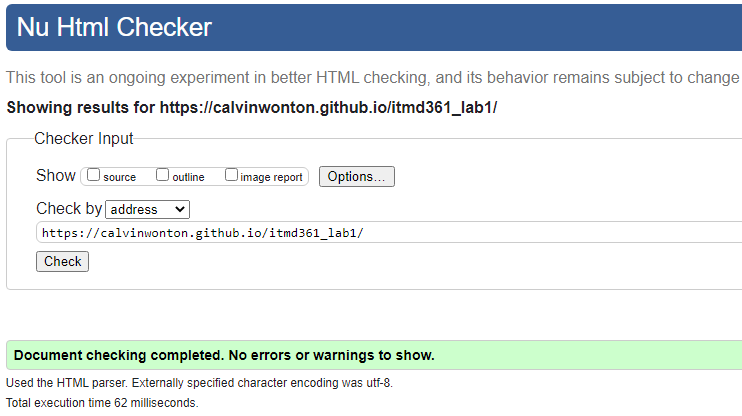 Nu Html Checker
This tool is an ongoing experiment in better HTML checking, and its behavior remains subject to change
Showing results for https://calvinwonton.github.io/itmd361_lab1/
Checker Input
Show source outline image report Options...
Check by address
https://calvinwonton.github.io/itmd361_lab1/
Check
Document checking completed. No errors or warnings to show.
Used the HTML parser. Externally specified character encoding was utf-8.
Total execution time 62 milliseconds.